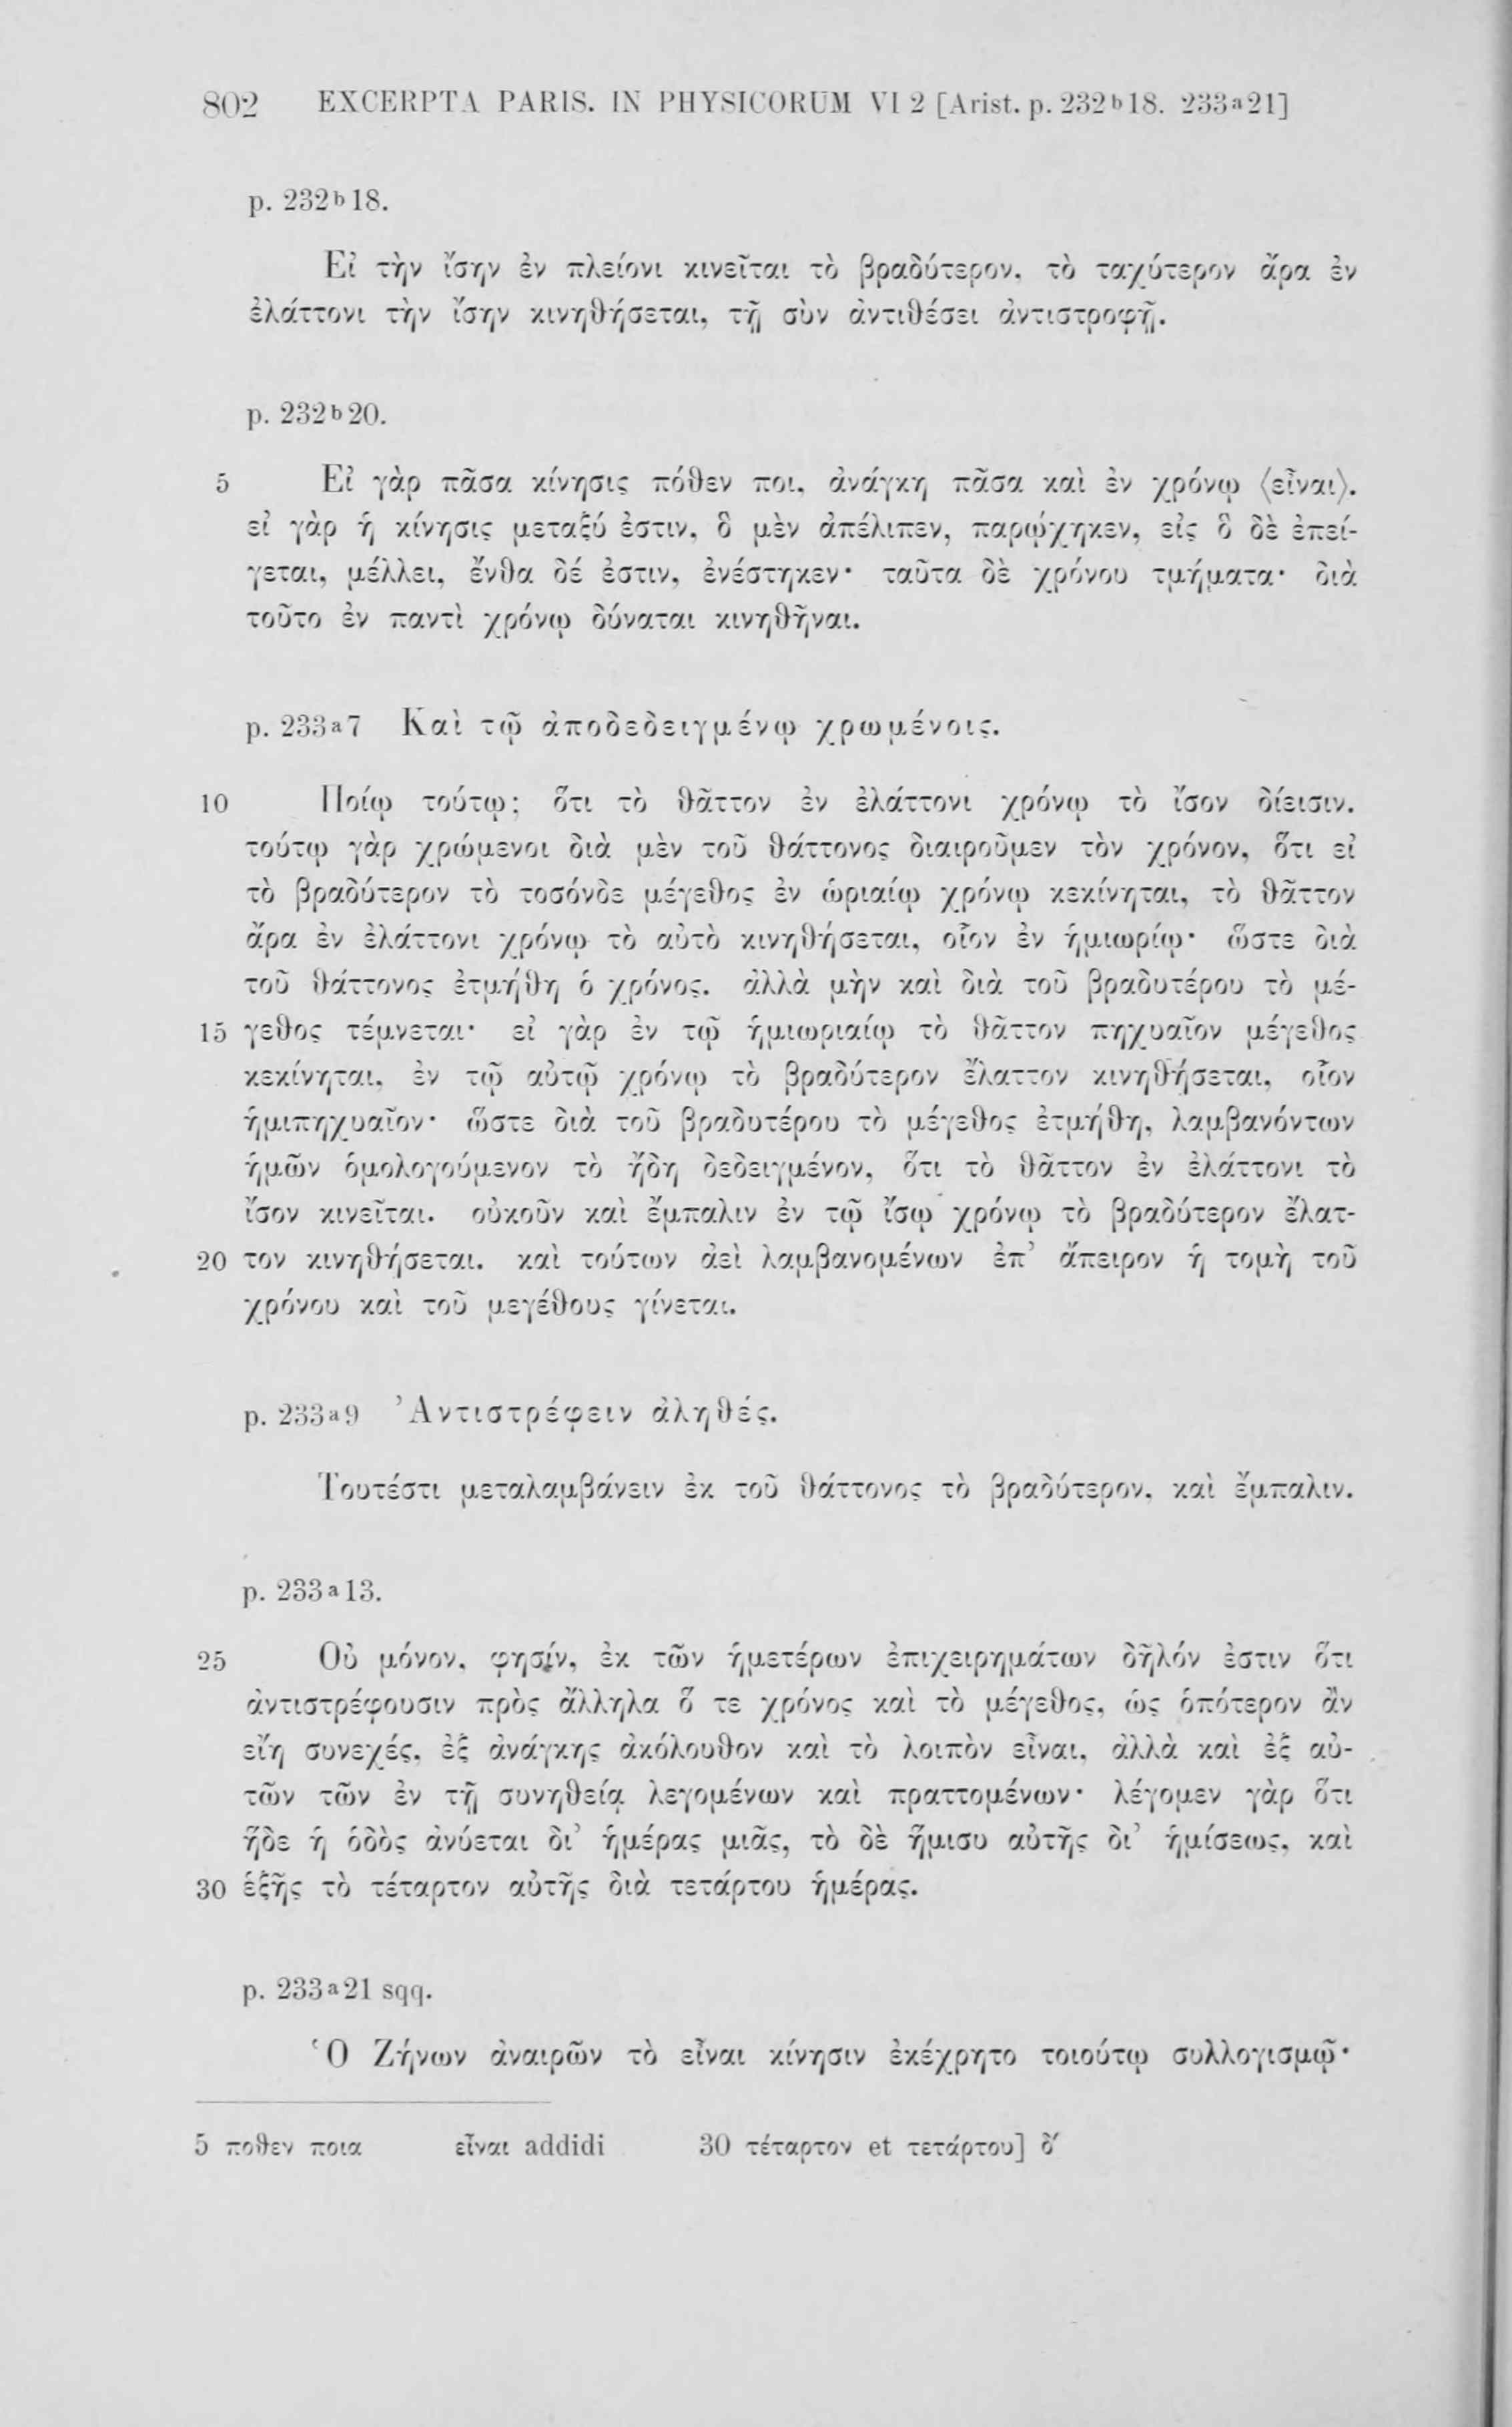 802 EXCERPTA PARIS. IN PHYSICORUM VI 2 [Arist. p. 232ᵇ18. 233ᵃ21]
p. 232ᵇ18.
Εἰ τὴν ἴσην ἐν πλείονι κινεῖται τὸ βραδύτερον, τὸ ταχύτερον ἄρα ἐν
ἐλάττονι τὴν ἴσην κινηθήσεται, τῇ σὺν ἀντιθέσει ἀντιστροφῇ.
p. 232ᵇ20.
5 Εἰ γὰρ πᾶσα κίνησις πόθεν ποι, ἀνάγκη πᾶσα καὶ ἐν χρόνῳ ⟨εἶναι⟩.
εἰ γὰρ ἡ κίνησις μεταξύ ἐστιν, ὃ μὲν ἀπέλιπεν, παρῴχηκεν, εἰς ὃ δὲ ἐπεί-
γεται, μέλλει, ἔνθα δέ ἐστιν, ἐνέστηκεν· ταῦτα δὲ χρόνου τμήματα· διὰ
τοῦτο ἐν παντὶ χρόνῳ δύναται κινηθῆναι.
p. 233ᵃ7 Καὶ τῷ ἀποδεδειγμένῳ χρωμένοις.
10 Ποίῳ τούτῳ; ὅτι τὸ θᾶττον ἐν ἐλάττονι χρόνῳ τὸ ἴσον δίεισιν.
τούτῳ γὰρ χρώμενοι διὰ μὲν τοῦ θάττονος διαιροῦμεν τὸν χρόνον, ὅτι εἰ
τὸ βραδύτερον τὸ τοσόνδε μέγεθος ἐν ὡριαίῳ χρόνῳ κεκίνηται, τὸ θᾶττον
ἄρα ἐν ἐλάττονι χρόνῳ τὸ αὐτὸ κινηθήσεται, οἷον ἐν ἡμιωρίῳ· ὥστε διὰ
τοῦ θάττονος ἐτμήθη ὁ χρόνος. ἀλλὰ μὴν καὶ διὰ τοῦ βραδυτέρου τὸ μέ-
15 γεθος τέμνεται· εἰ γὰρ ἐν τῷ ἡμιωριαίῳ τὸ θᾶττον πηχυαῖον μέγεθος
κεκίνηται, ἐν τῷ αὐτῷ χρόνῳ τὸ βραδύτερον ἔλαττον κινηθήσεται, οἷον
ἡμιπηχυαῖον· ὥστε διὰ τοῦ βραδυτέρου τὸ μέγεθος ἐτμήθη, λαμβανόντων
ἡμῶν ὁμολογούμενον τὸ ἤδη δεδειγμένον, ὅτι τὸ θᾶττον ἐν ἐλάττονι τὸ
ἴσον κινεῖται. οὐκοῦν καὶ ἔμπαλιν ἐν τῷ ἴσῳ χρόνῳ τὸ βραδύτερον ἔλατ-
20 τον κινηθήσεται. καὶ τούτων ἀεὶ λαμβανομένων ἐπ’ ἄπειρον ἡ τομὴ τοῦ
χρόνου καὶ τοῦ μεγέθους γίνεται.
p. 233ᵃ9 Ἀντιστρέφειν ἀληθές.
Τουτέστι μεταλαμβάνειν ἐκ τοῦ θάττονος τὸ βραδύτερον, καὶ ἔμπαλιν.
p. 233ᵃ13.
25 Οὐ μόνον, φησίν, ἐκ τῶν ἡμετέρων ἐπιχειρημάτων δῆλόν ἐστιν ὅτι
ἀντιστρέφουσιν πρὸς ἄλληλα ὅ τε χρόνος καὶ τὸ μέγεθος, ὡς ὁπότερον ἂν
εἴη συνεχές, ἐξ ἀνάγκης ἀκόλουθον καὶ τὸ λοιπὸν εἶναι, ἀλλὰ καὶ ἐξ αὐ-
τῶν τῶν ἐν τῇ συνηθείᾳ λεγομένων καὶ πραττομένων· λέγομεν γὰρ ὅτι
ἥδε ἡ ὁδὸς ἀνύεται δι’ ἡμέρας μιᾶς, τὸ δὲ ἥμισυ αὐτῆς δι’ ἡμίσεως, καὶ
30 ἑξῆς τὸ τέταρτον αὐτῆς διὰ τετάρτου ἡμέρας.
p. 233ᵃ21 sqq.
Ὁ Ζήνων ἀναιρῶν τὸ εἶναι κίνησιν ἐκέχρητο τοιούτῳ συλλογισμῷ·
5 ποθεν ποια εἶναι addidi 30 τέταρτον et τετάρτου] δʹ